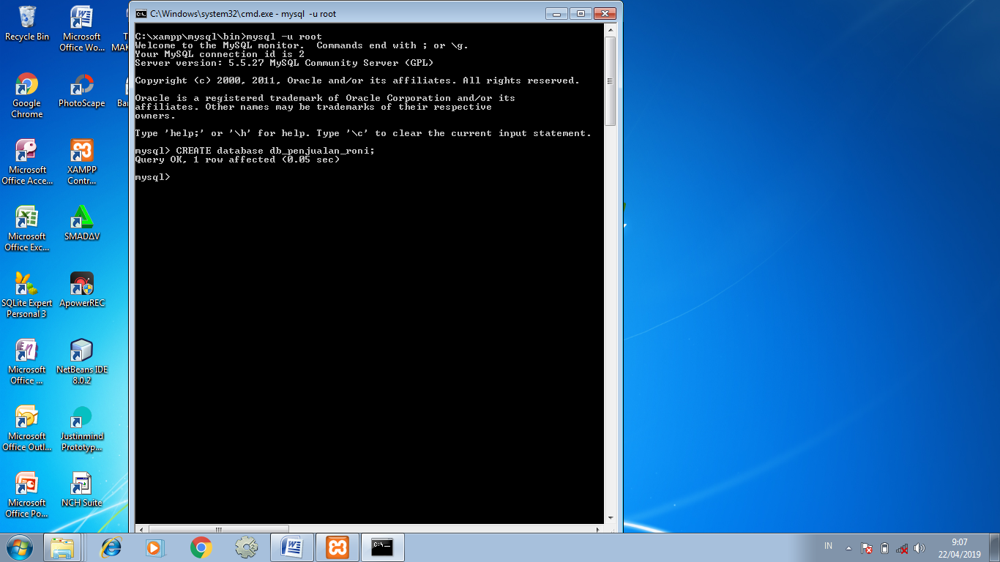 Recycle Bin
Microsoft
Office Wo...
T
MAK
Google
Chrome
PhotoScape
Ba
Microsoft
Office Acce...
XAMPP
Contr...
Microsoft
Office Exc...
SMADΔV
SQLite Expert
Personal 3
ApowerREC
Microsoft
Office ...
NetBeans IDE
8.0.2
Microsoft
Office Outl...
Justinmind
Prototyp...
Microsoft
Office Po...
NCH Suite
C:\Windows\system32\cmd.exe - mysql  -u root
C:\xampp\mysql\bin>mysql -u root
Welcome to the MySQL monitor.  Commands end with ; or \g.
Your MySQL connection id is 2
Server version: 5.5.27 MySQL Community Server (GPL)
Copyright (c) 2000, 2011, Oracle and/or its affiliates. All rights reserved.
Oracle is a registered trademark of Oracle Corporation and/or its
affiliates. Other names may be trademarks of their respective
owners.
Type 'help;' or '\h' for help. Type '\c' to clear the current input statement.
mysql> CREATE database db_penjualan_roni;
Query OK, 1 row affected (0.05 sec)
mysql>
IN
9:07
22/04/2019